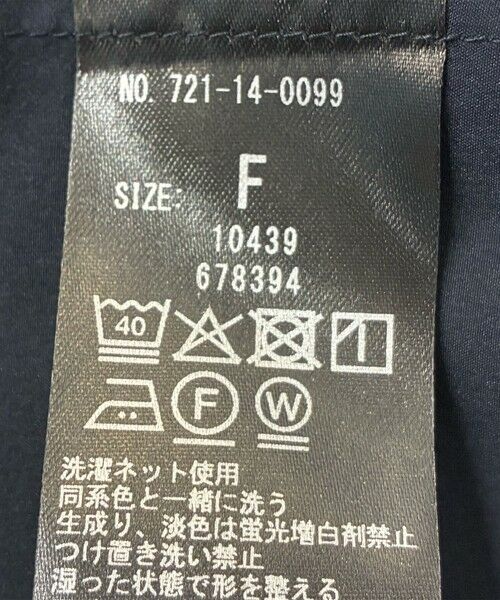 NO. 721-14-0099
SIZE: F
10439
678394
40
F W
洗濯ネット使用
同系色と一緒に洗う
生成り、淡色は蛍光増白剤禁止
つけ置き洗い禁止
湿った状態で形を整える